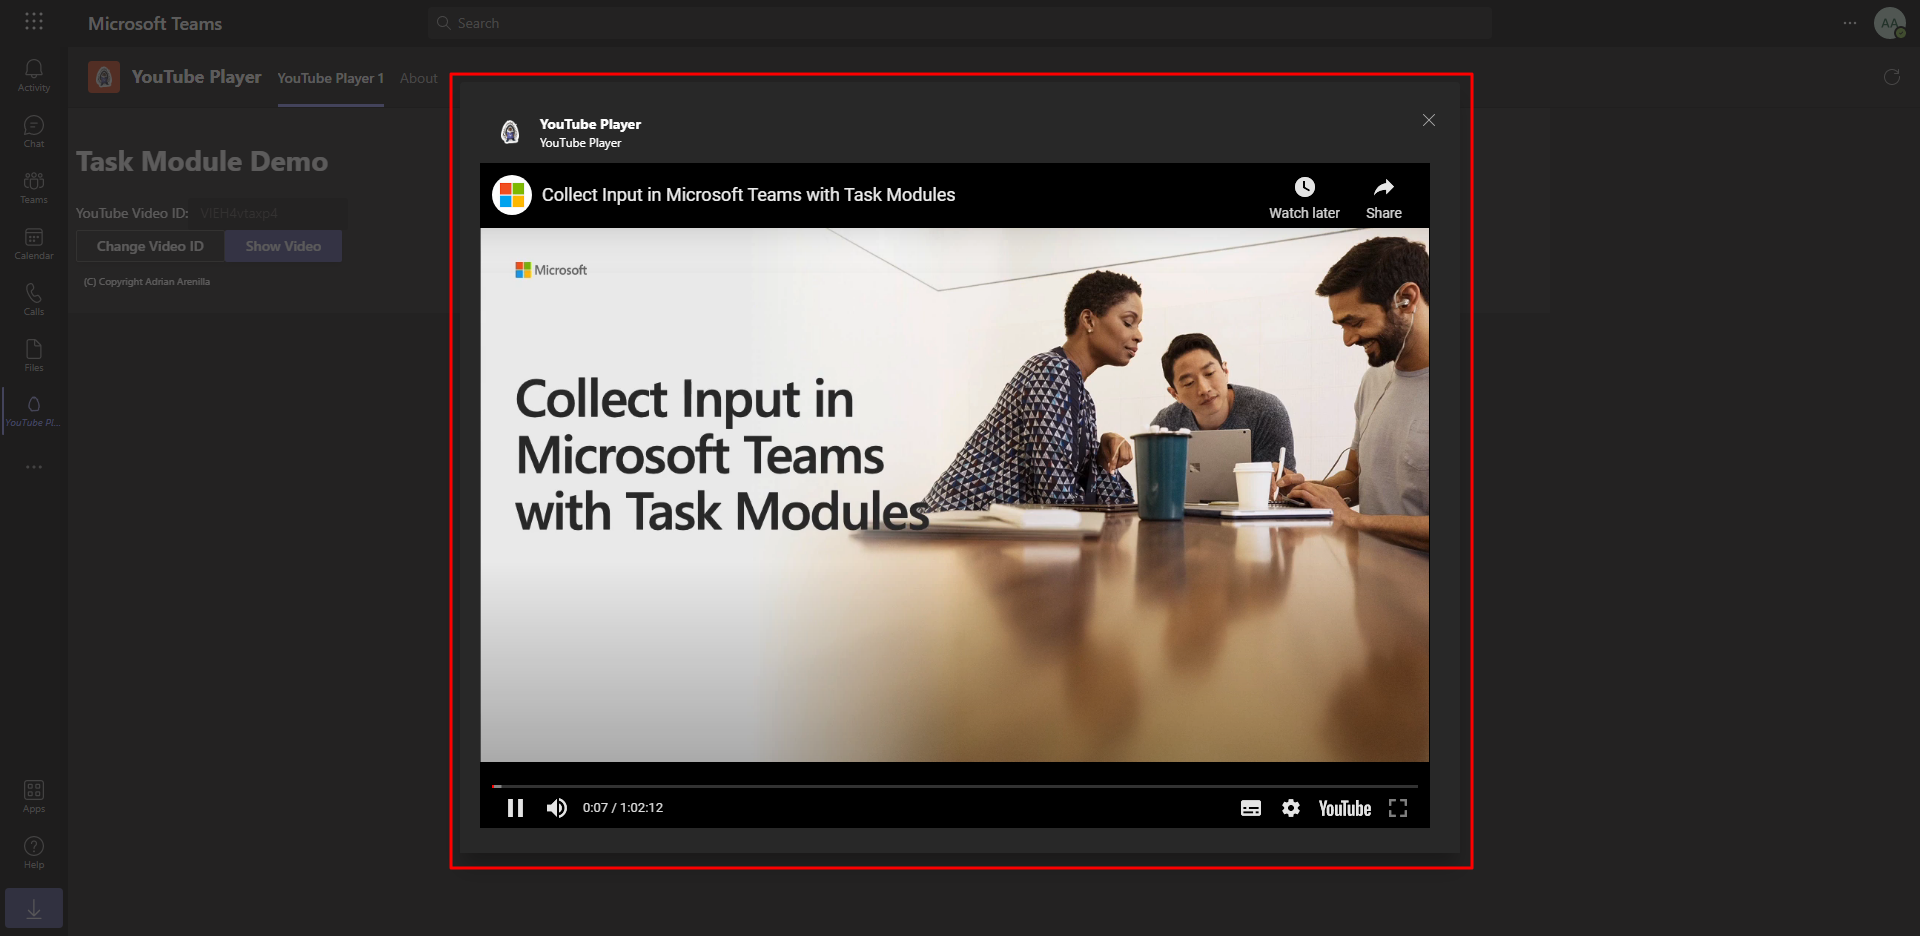 Microsoft Teams
Search
AA
Activity
Chat
Teams
Calendar
Calls
Files
YouTube Pl...
Apps
Help
YouTube Player
YouTube Player 1
About
Task Module Demo
YouTube Video ID:
VlEH4vtaxp4
Change Video ID
Show Video
(C) Copyright Adrian Arenilla
YouTube Player
YouTube Player
Collect Input in Microsoft Teams with Task Modules
Watch later
Share
Microsoft
Collect Input in
Microsoft Teams
with Task Modules
0:07 / 1:02:12
YouTube